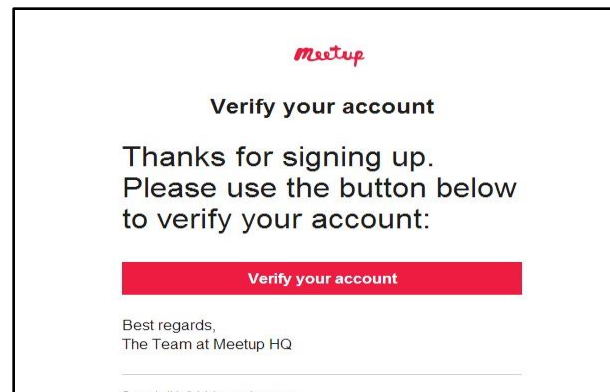 meetup
Verify your account
Thanks for signing up.
Please use the button below
to verify your account:
Verify your account
Best regards,
The Team at Meetup HQ